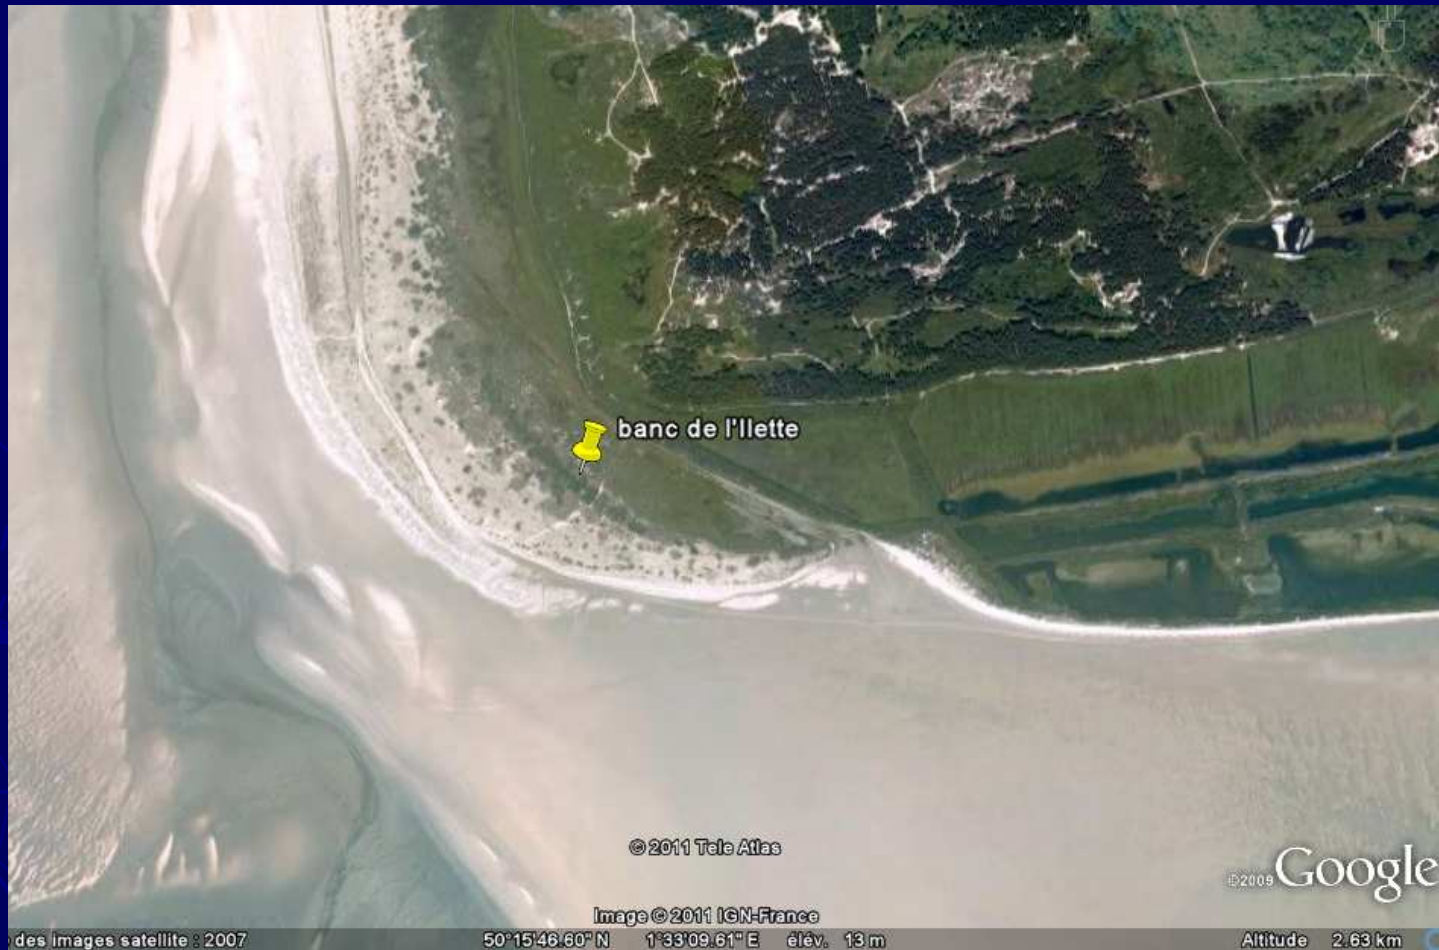 banc de l'Ilette
© 2011 Tele Atlas
©2009 Google
Image © 2011 IGN-France
des images satellite : 2007 50°15'46.60" N 1°33'09.61" E élév. 13 m Altitude 2.63 km